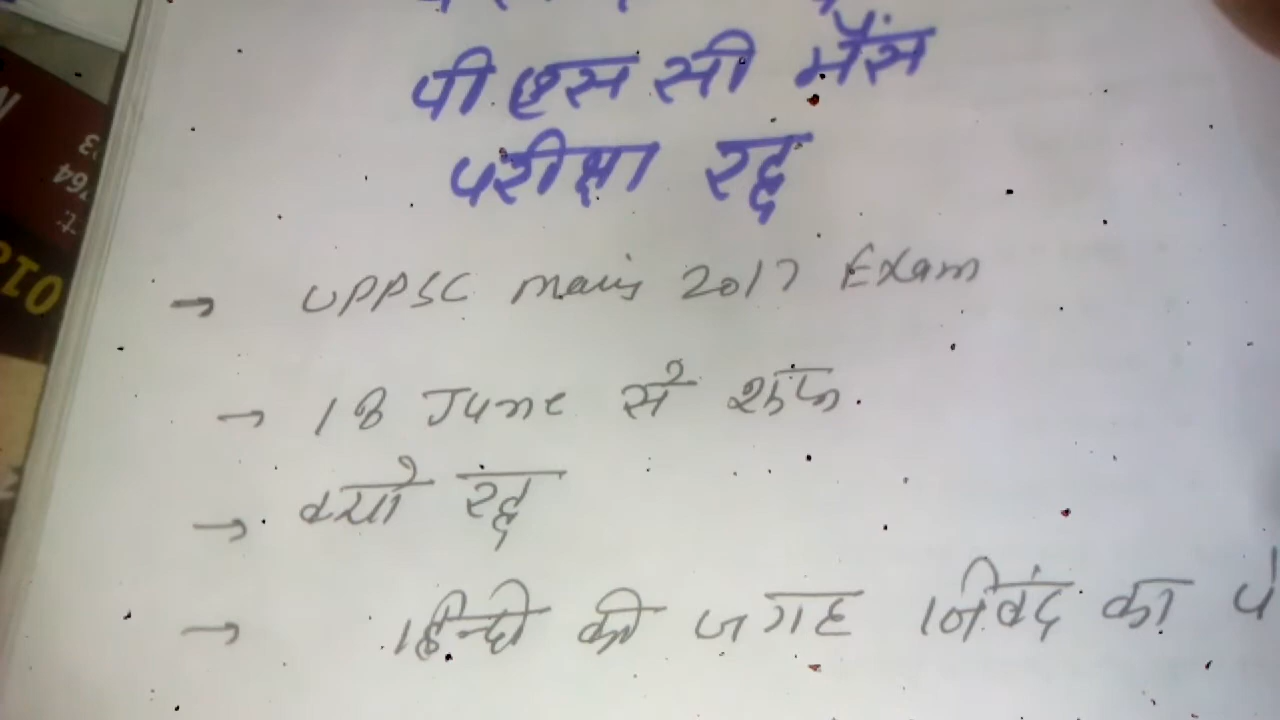 पी एस सी मैंस
परीक्षा रद्द
→ UPPSC mains 2017 Exam
→ 18 June से शुरू.
→ क्यों रद्द
→ हिन्दी की जगह निबंद का